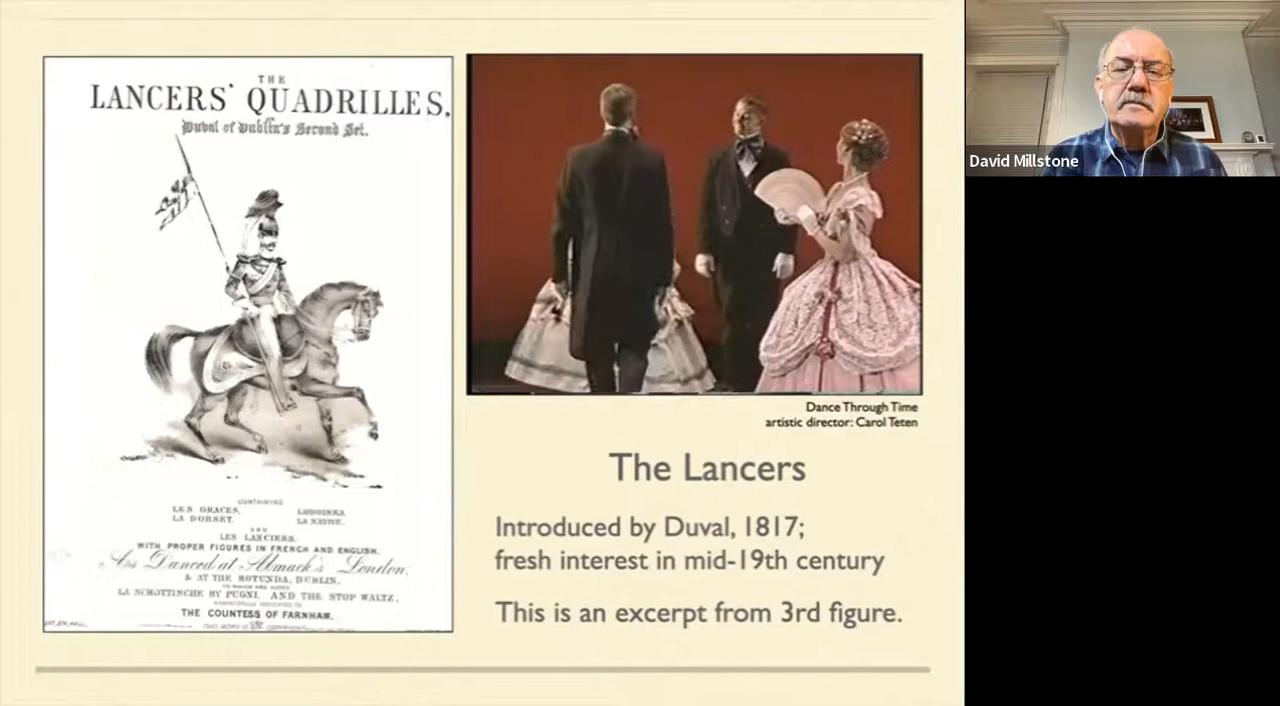 THE
LANCERS' QUADRILLES,
Duval of Dublin's Second Set.
CONTAINING
LES GRACES, LODOISKA
LA DORSET, LA NATIVE,
AND
LES LANCIERS,
WITH PROPER FIGURES IN FRENCH AND ENGLISH,
As Danced at Almack's London,
& AT THE ROTUNDA, DUBLIN,
LA SCHOTTISCHE BY PUGNI, AND THE STOP WALTZ,
THE COUNTESS OF FARNHAM,
Dance Through Time
artistic director: Carol Teten
The Lancers
Introduced by Duval, 1817;
fresh interest in mid-19th century
This is an excerpt from 3rd figure.
David Millstone